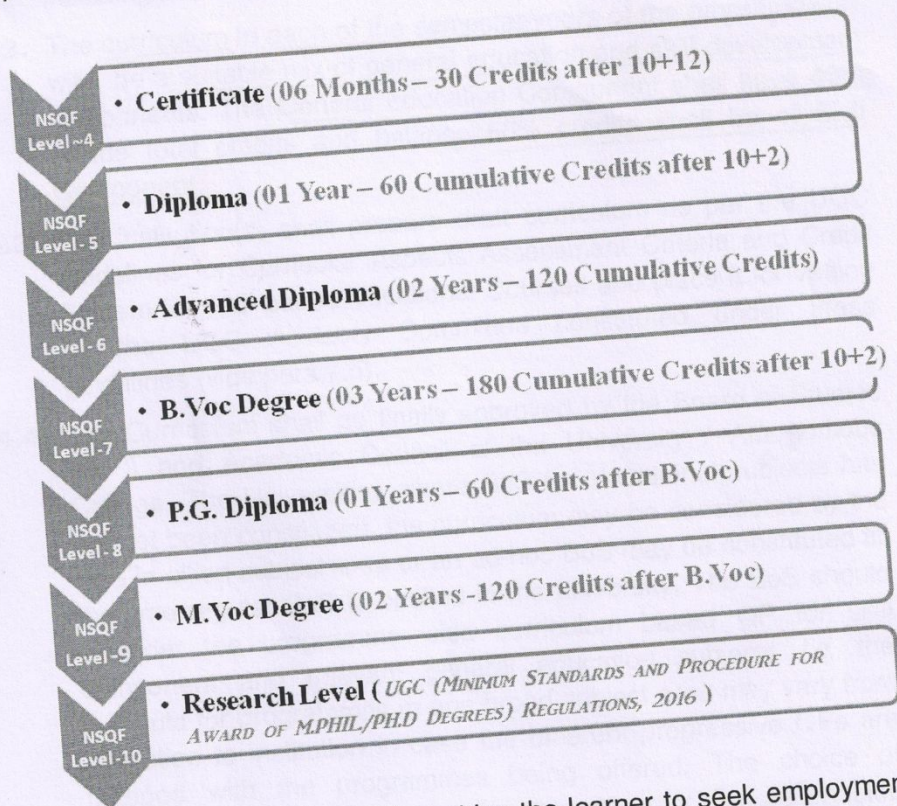 NSQF
Level~4
• Certificate (06 Months – 30 Credits after 10+12)
NSQF
Level- 5
• Diploma (01 Year – 60 Cumulative Credits after 10+2)
NSQF
Level- 6
• Advanced Diploma (02 Years – 120 Cumulative Credits)
NSQF
Level-7
• B.Voc Degree (03 Years – 180 Cumulative Credits after 10+2)
NSQF
Level- 8
• P.G. Diploma (01Years – 60 Credits after B.Voc)
NSQF
Level-9
• M.Voc Degree (02 Years -120 Credits after B.Voc)
NSQF
Level-10
• Research Level ( UGC (MINIMUM STANDARDS AND PROCEDURE FOR
AWARD OF M.PHIL./PH.D DEGREES) REGULATIONS, 2016 )
the learner to seek employmen